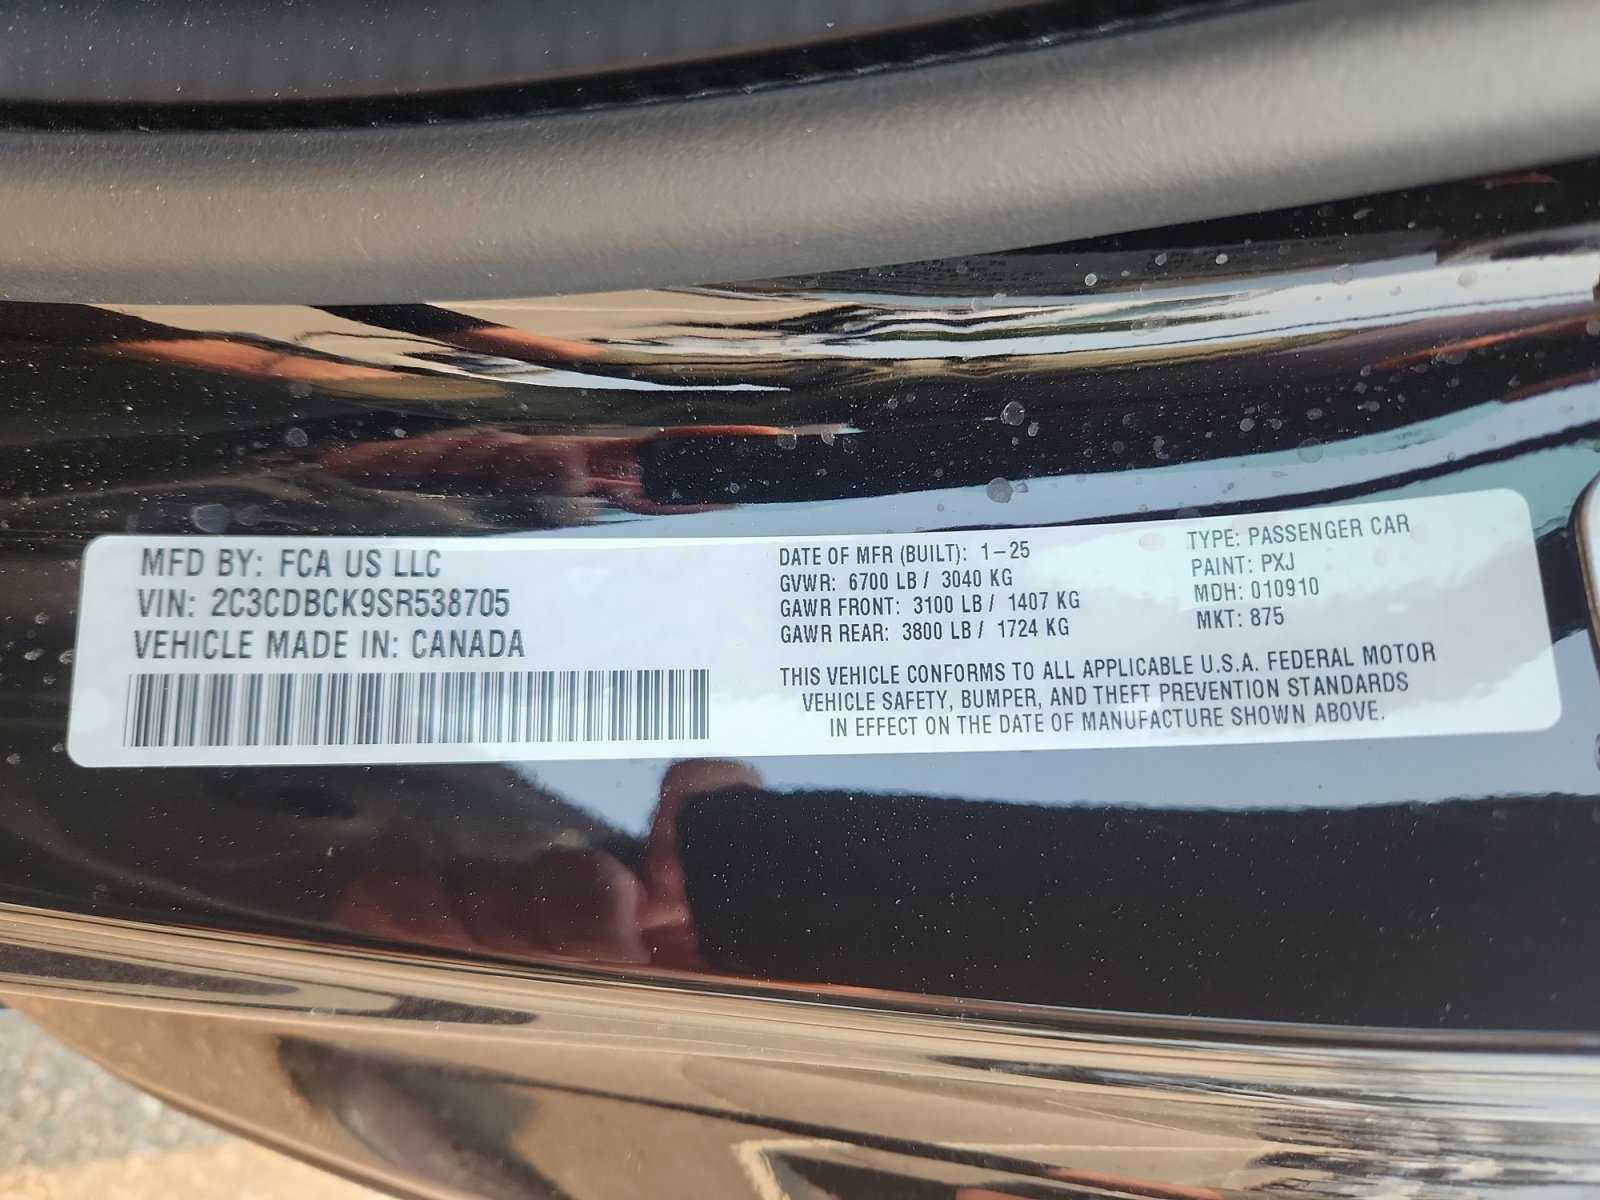 MFD BY: FCA US LLC
VIN: 2C3CDBCK9SR538705
VEHICLE MADE IN: CANADA
DATE OF MFR (BUILT): 1-25
GVWR: 6700 LB / 3040 KG
GAWR FRONT: 3100 LB / 1407 KG
GAWR REAR: 3800 LB / 1724 KG
TYPE: PASSENGER CAR
PAINT: PXJ
MDH: 010910
MKT: 875
THIS VEHICLE CONFORMS TO ALL APPLICABLE U.S.A. FEDERAL MOTOR
VEHICLE SAFETY, BUMPER, AND THEFT PREVENTION STANDARDS
IN EFFECT ON THE DATE OF MANUFACTURE SHOWN ABOVE.